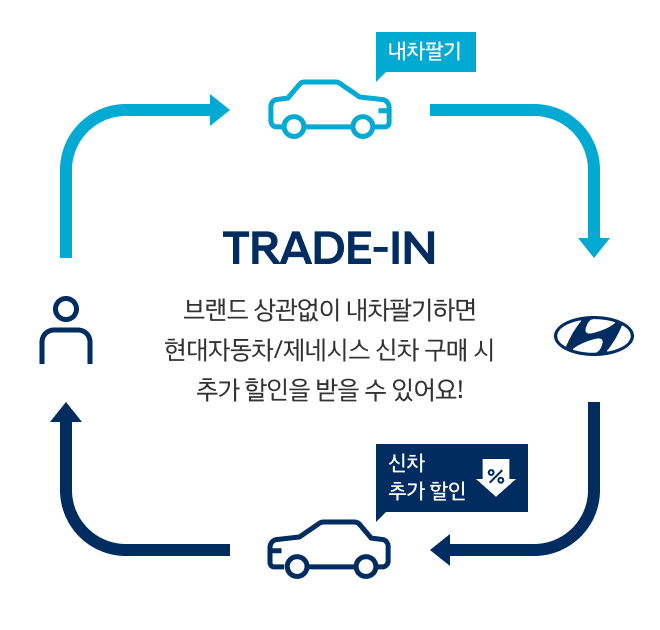 내차팔기
TRADE-IN
브랜드 상관없이 내차팔기하면
현대자동차/제네시스 신차 구매 시
추가 할인을 받을 수 있어요!
신차
추가 할인
%